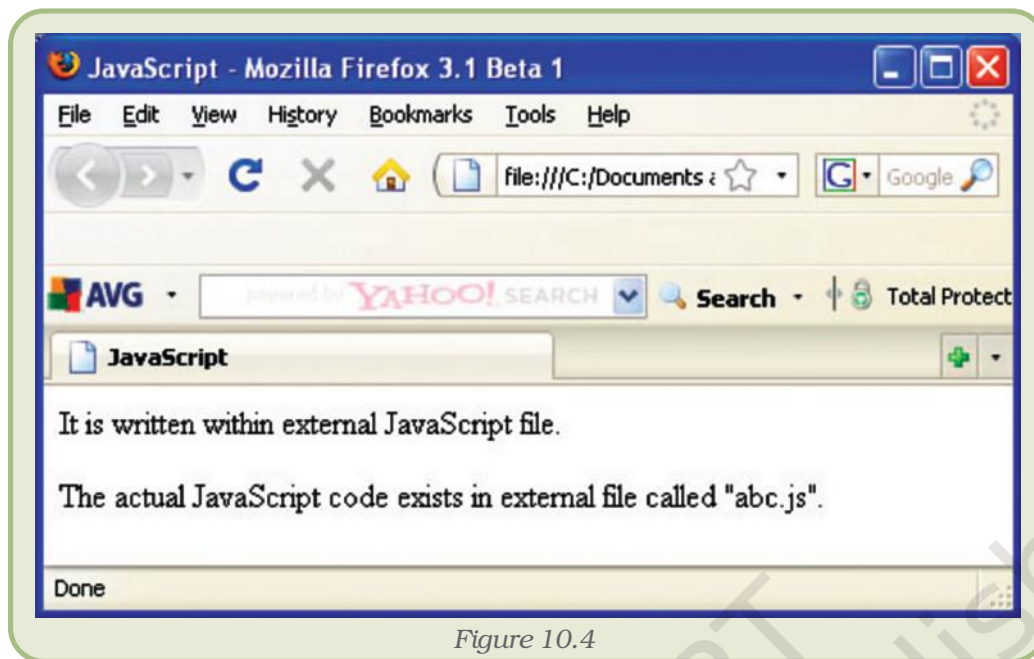 JavaScript - Mozilla Firefox 3.1 Beta 1
File Edit View History Bookmarks Tools Help
file:///C:/Documents a G Google
AVG powered by YAHOO! SEARCH Search Total Protect
JavaScript
It is written within external JavaScript file.
The actual JavaScript code exists in external file called "abc.js".
Done
Figure 10.4